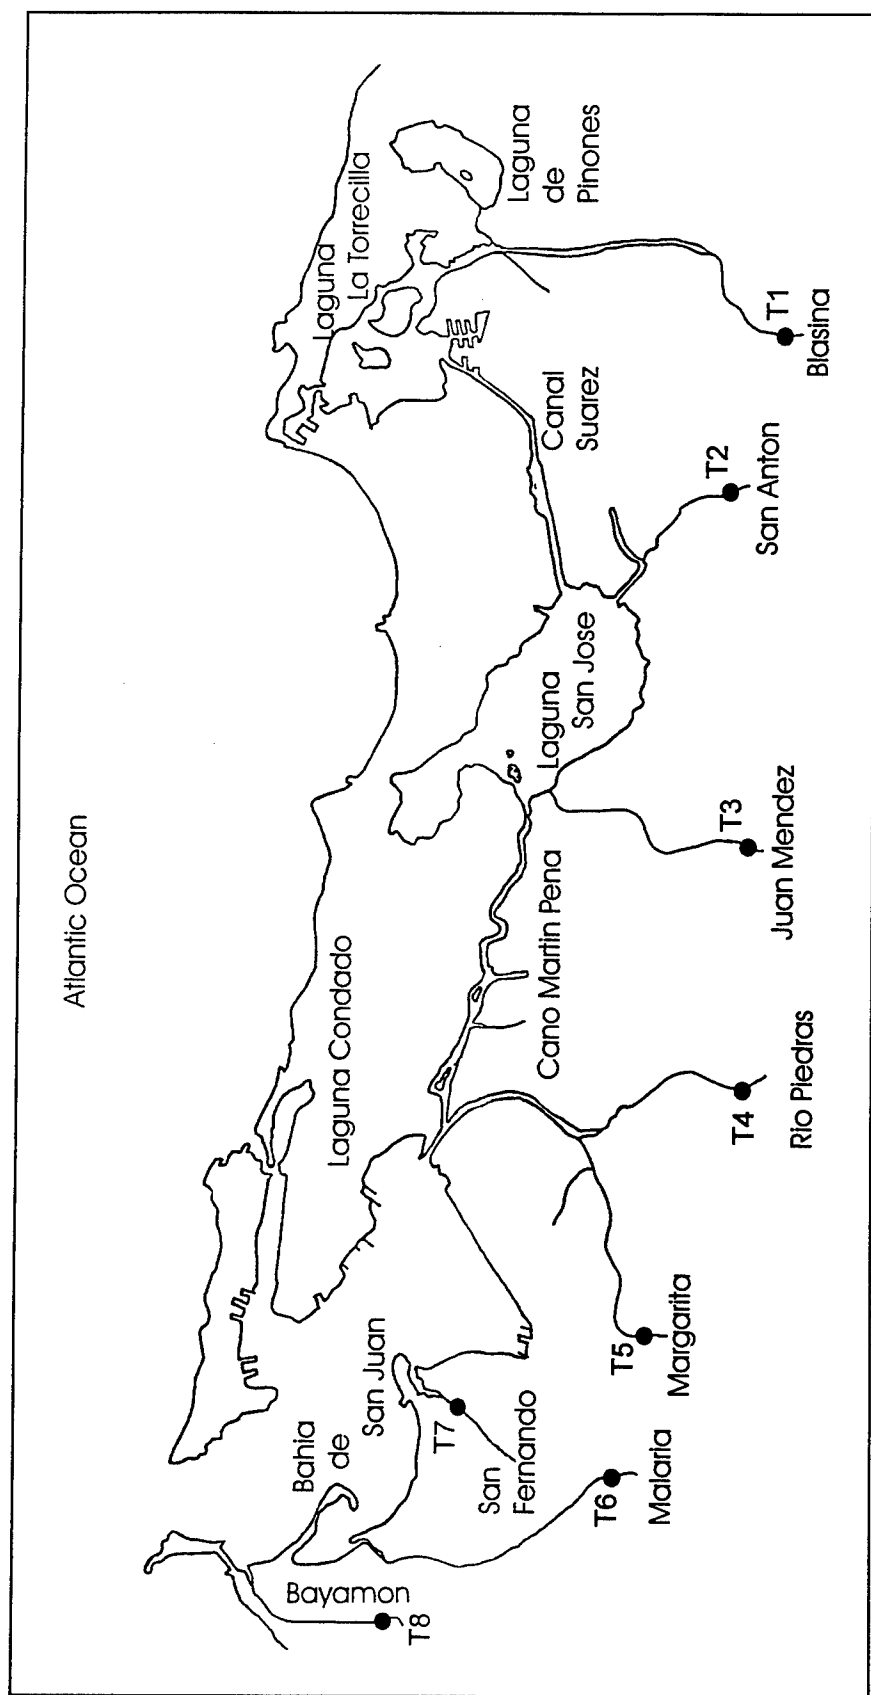 Atlantic Ocean
Laguna
La Torrecilla
Laguna
de
Pinones
Laguna Condado
Canal
Suarez
Laguna
San Jose
Cano Martin Pena
Bahia
de
San Juan
Bayamon
T8
T7
San
Fernando
T6
Malaria
T5
Margarita
T4
Rio Piedras
T3
Juan Mendez
T2
San Anton
T1
Blasina